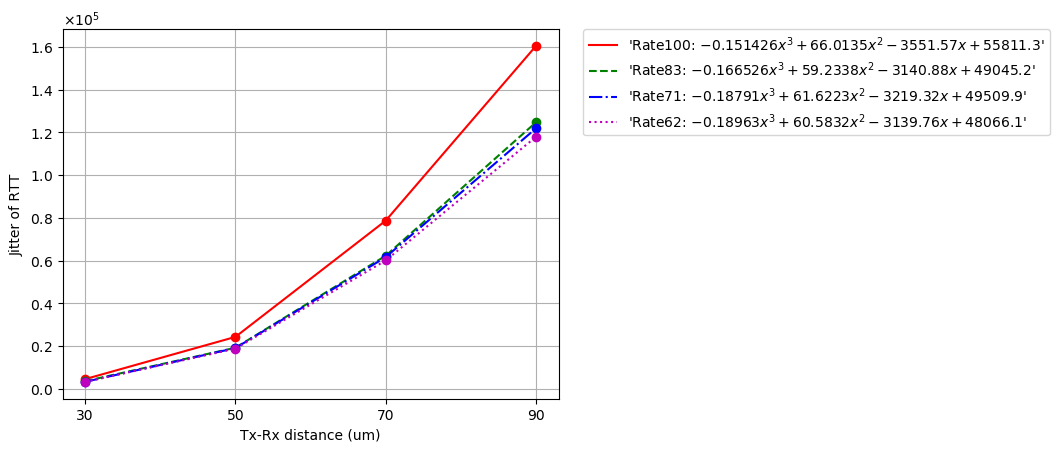 ×10⁵
1.6
1.4
1.2
1.0
0.8
0.6
0.4
0.2
0.0
Jitter of RTT
30 50 70 90
Tx-Rx distance (um)
'Rate100: −0.151426x³ + 66.0135x² − 3551.57x + 55811.3'
'Rate83: −0.166526x³ + 59.2338x² − 3140.88x + 49045.2'
'Rate71: −0.18791x³ + 61.6223x² − 3219.32x + 49509.9'
'Rate62: −0.18963x³ + 60.5832x² − 3139.76x + 48066.1'